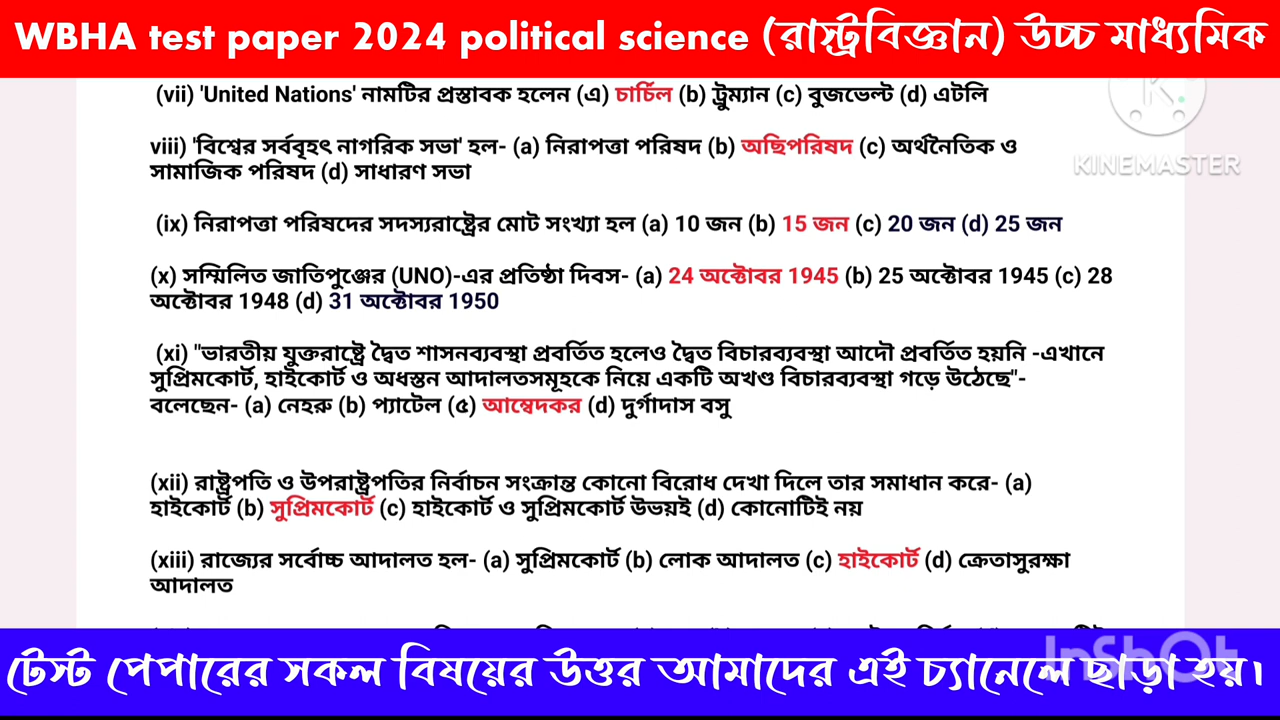 WBHA test paper 2024 political science (রাস্ট্রবিজ্ঞান) উচ্চ মাধ্যমিক
(vii) 'United Nations' নামটির প্রস্তাবক হলেন (এ) চার্চিল (b) ট্রুম্যান (c) বুজভেল্ট (d) এটলি
KINEMASTER
viii) 'বিশ্বের সর্ববৃহৎ নাগরিক সভা' হল- (a) নিরাপত্তা পরিষদ (b) অছিপরিষদ (c) অর্থনৈতিক ও
সামাজিক পরিষদ (d) সাধারণ সভা
(ix) নিরাপত্তা পরিষদের সদস্যরাষ্ট্রের মোট সংখ্যা হল (a) 10 জন (b) 15 জন (c) 20 জন (d) 25 জন
(x) সম্মিলিত জাতিপুঞ্জের (UNO)-এর প্রতিষ্ঠা দিবস- (a) 24 অক্টোবর 1945 (b) 25 অক্টোবর 1945 (c) 28
অক্টোবর 1948 (d) 31 অক্টোবর 1950
(xi) "ভারতীয় যুক্তরাষ্ট্রে দ্বৈত শাসনব্যবস্থা প্রবর্তিত হলেও দ্বৈত বিচারব্যবস্থা আদৌ প্রবর্তিত হয়নি -এখানে
সুপ্রিমকোর্ট, হাইকোর্ট ও অধস্তন আদালতসমূহকে নিয়ে একটি অখণ্ড বিচারব্যবস্থা গড়ে উঠেছে"-
বলেছেন- (a) নেহরু (b) প্যাটেল (৫) আম্বেদকর (d) দুর্গাদাস বসু
(xii) রাষ্ট্রপতি ও উপরাষ্ট্রপতির নির্বাচন সংক্রান্ত কোনো বিরোধ দেখা দিলে তার সমাধান করে- (a)
হাইকোর্ট (b) সুপ্রিমকোর্ট (c) হাইকোর্ট ও সুপ্রিমকোর্ট উভয়ই (d) কোনোটিই নয়
(xiii) রাজ্যের সর্বোচ্চ আদালত হল- (a) সুপ্রিমকোর্ট (b) লোক আদালত (c) হাইকোর্ট (d) ক্রেতাসুরক্ষা
আদালত
InShOt
টেস্ট পেপারের সকল বিষয়ের উত্তর আমাদের এই চ্যানেলে ছাড়া হয়।